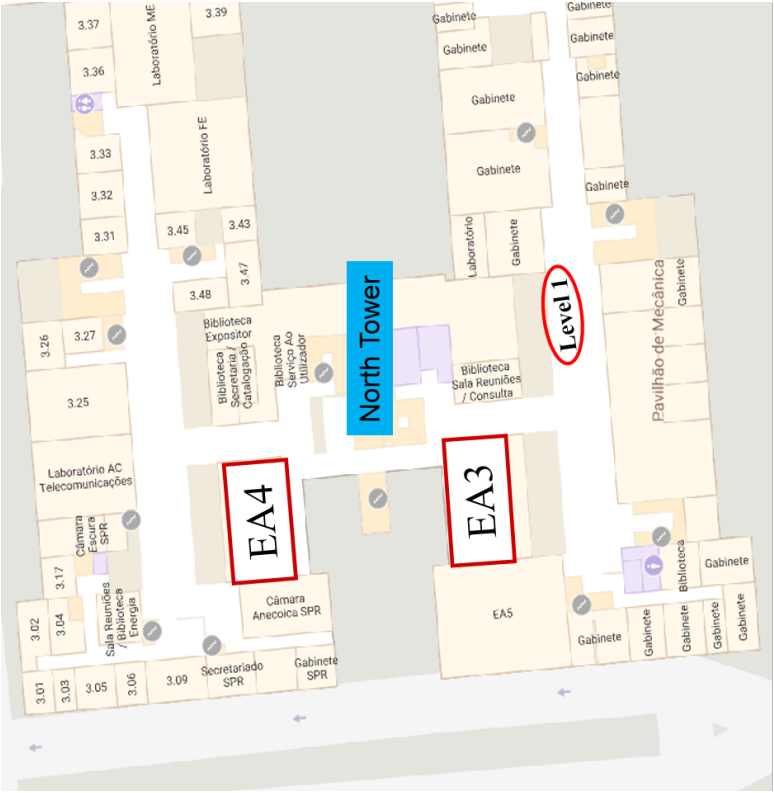 3.37
Laboratório ME
3.39
3.36
Gabinete
Gabinete
Gabinete
Gabinete
Gabinete
Gabinete
Gabinete
Gabinete
Laboratório FE
3.33
3.32
3.31
3.45
3.43
3.47
3.48
Laboratório
Gabinete
Level 1
Pavilhão de Mecânica
Gabinete
North Tower
3.26
3.27
Biblioteca
Expositor
Biblioteca
Secretaria /
Catalogação
Biblioteca
Serviço Ao
Utilizador
Biblioteca
Sala Reuniões
/ Consulta
3.25
Laboratório AC
Telecomunicações
EA4
EA3
Câmara
Escura
SPR
3.17
3.02
3.04
Sala Reuniões
/ Biblioteca
Energia
Câmara
Anecoica SPR
EA5
Biblioteca
Gabinete
Gabinete
Gabinete
Gabinete
Gabinete
Gabinete
3.01
3.03
3.05
3.06
3.09
Secretariado
SPR
Gabinete
SPR